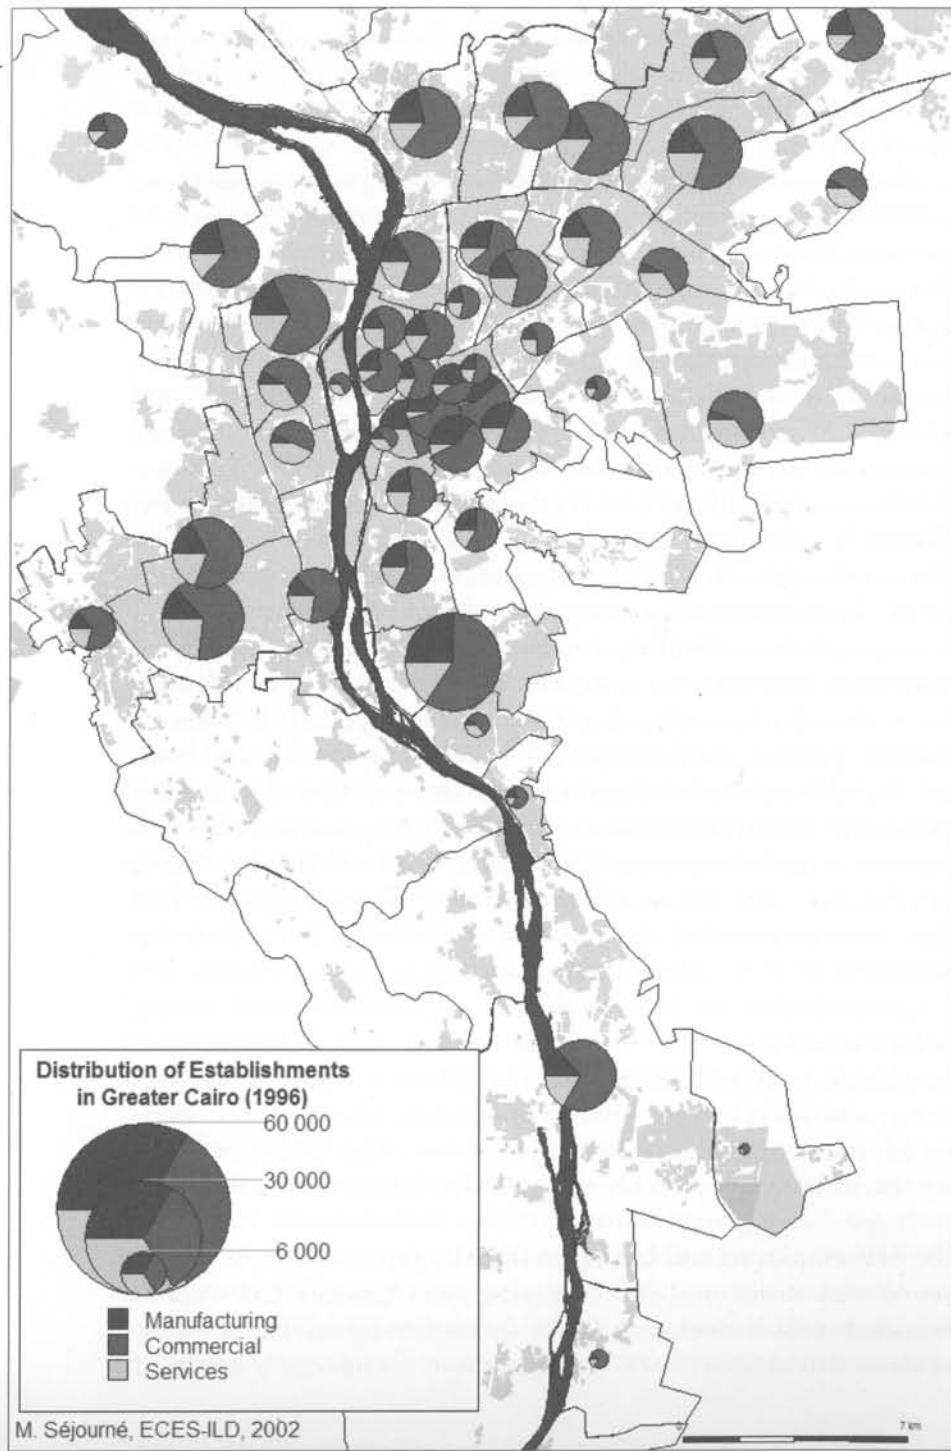 Distribution of Establishments
in Greater Cairo (1996)
60 000
30 000
6 000
Manufacturing
Commercial
Services
M. Séjourné, ECES-ILD, 2002
0
7 km